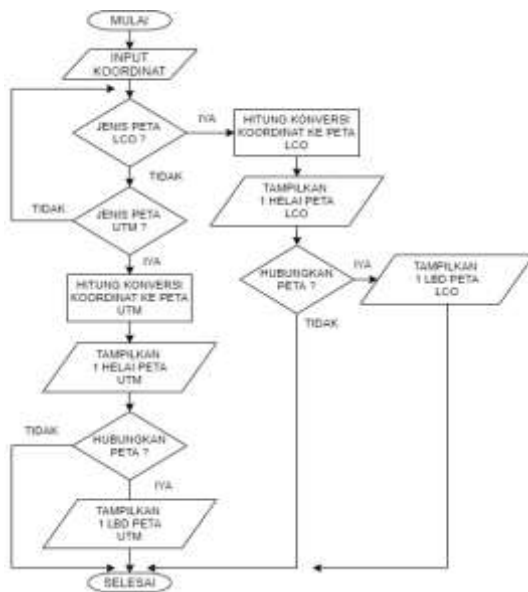 MULAI
INPUT
KOORDINAT
JENIS PETA
LCO ?
IYA
HITUNG KONVERSI
KOORDINAT KE PETA
LCO
TIDAK
TAMPILKAN
1 HELAI PETA
LCO
TIDAK
JENIS PETA
UTM ?
IYA
HUBUNGKAN
PETA ?
IYA
TAMPILKAN
1 LBD PETA
LCO
TIDAK
HITUNG KONVERSI
KOORDINAT KE PETA
UTM
TAMPILKAN
1 HELAI PETA
UTM
TIDAK
HUBUNGKAN
PETA ?
IYA
TAMPILKAN
1 LBD PETA
UTM
SELESAI